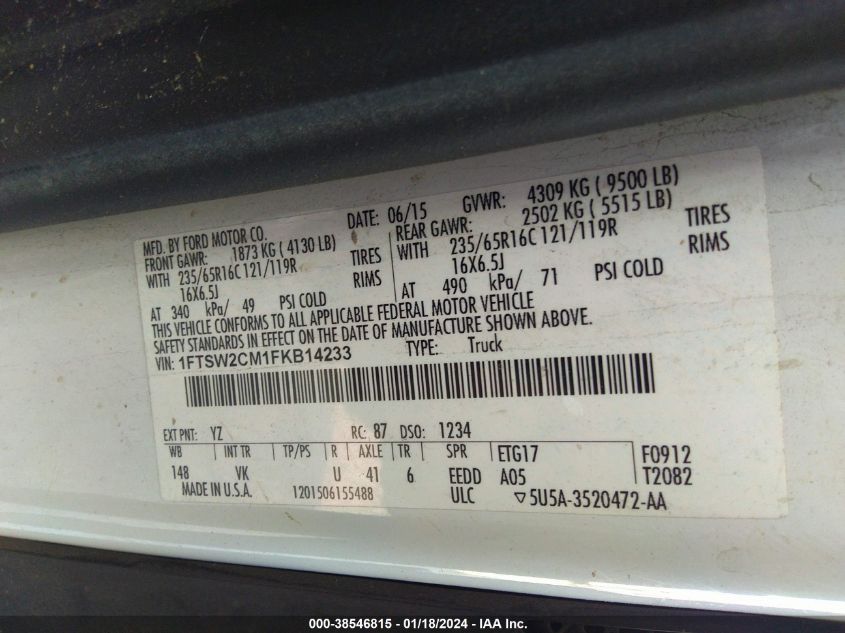 MFD. BY FORD MOTOR CO.
DATE: 06/15 GVWR: 4309 KG ( 9500 LB)
FRONT GAWR: 1873 KG ( 4130 LB) REAR GAWR: 2502 KG ( 5515 LB)
WITH 235/65R16C 121/119R TIRES WITH 235/65R16C 121/119R TIRES
16X6.5J RIMS 16X6.5J RIMS
AT 340 kPa/ 49 PSI COLD AT 490 kPa/ 71 PSI COLD
THIS VEHICLE CONFORMS TO ALL APPLICABLE FEDERAL MOTOR VEHICLE
SAFETY STANDARDS IN EFFECT ON THE DATE OF MANUFACTURE SHOWN ABOVE.
VIN: 1FTSW2CM1FKB14233 TYPE: Truck
EXT PNT: YZ RC: 87 DSO: 1234
WB INT TR TP/PS R AXLE TR SPR ETG17 F0912
148 VK U 41 6 EEDD A05 T2082
MADE IN U.S.A. 1201506155488 ULC ▽5U5A-3520472-AA
000-38546815 - 01/18/2024 - IAA Inc.